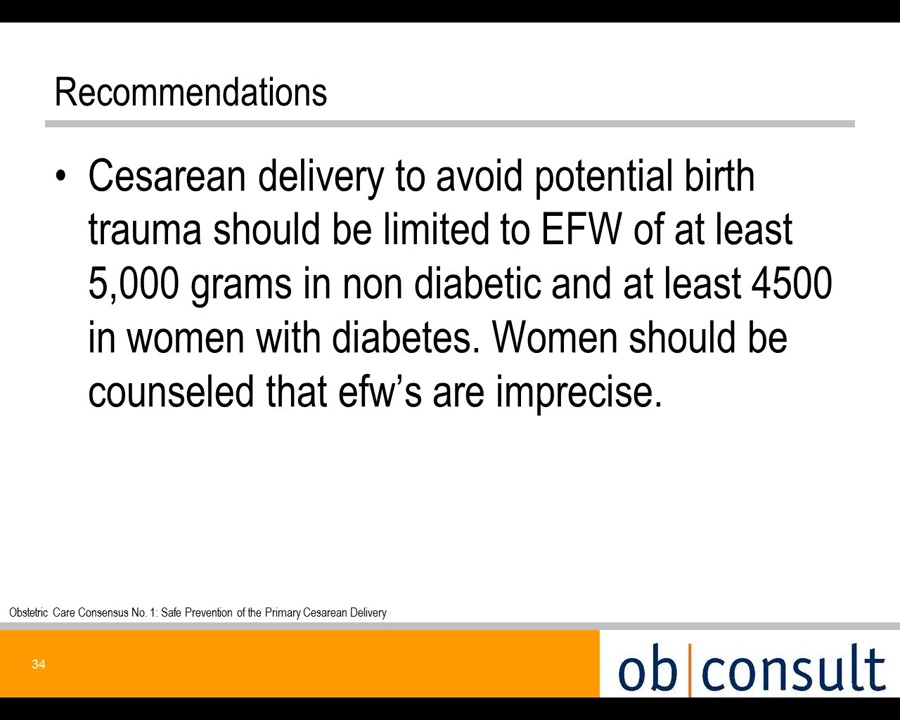 Recommendations
• Cesarean delivery to avoid potential birth
trauma should be limited to EFW of at least
5,000 grams in non diabetic and at least 4500
in women with diabetes. Women should be
counseled that efw’s are imprecise.
Obstetric Care Consensus No. 1: Safe Prevention of the Primary Cesarean Delivery
34
ob|consult